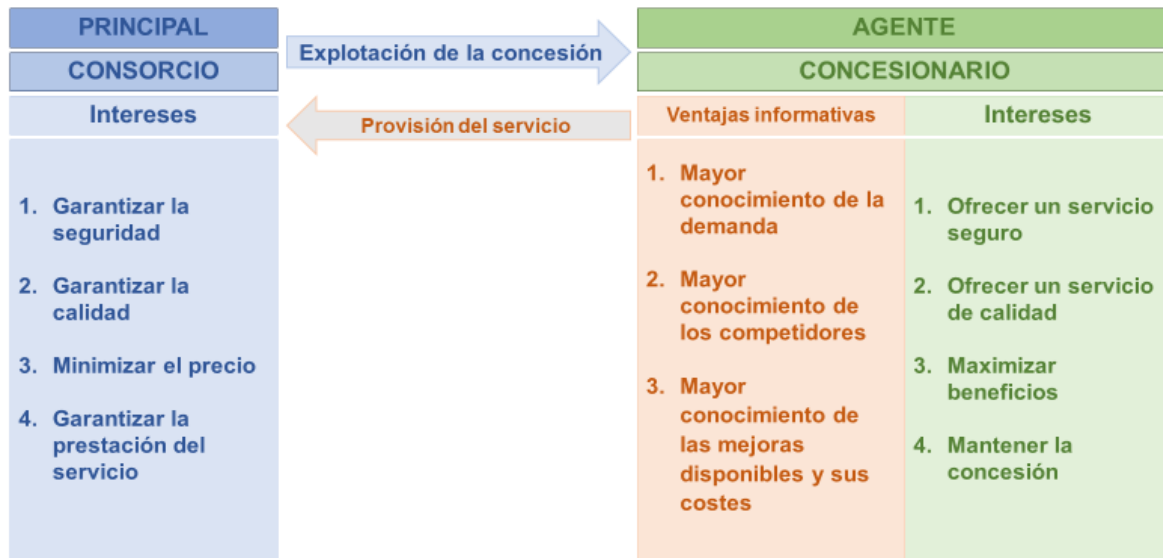 PRINCIPAL
CONSORCIO
Intereses
1. Garantizar la
seguridad
2. Garantizar la
calidad
3. Minimizar el precio
4. Garantizar la
prestación del
servicio
Explotación de la concesión
Provisión del servicio
AGENTE
CONCESIONARIO
Ventajas informativas
1. Mayor
conocimiento de la
demanda
2. Mayor
conocimiento de
los competidores
3. Mayor
conocimiento de
las mejoras
disponibles y sus
costes
Intereses
1. Ofrecer un servicio
seguro
2. Ofrecer un servicio
de calidad
3. Maximizar
beneficios
4. Mantener la
concesión